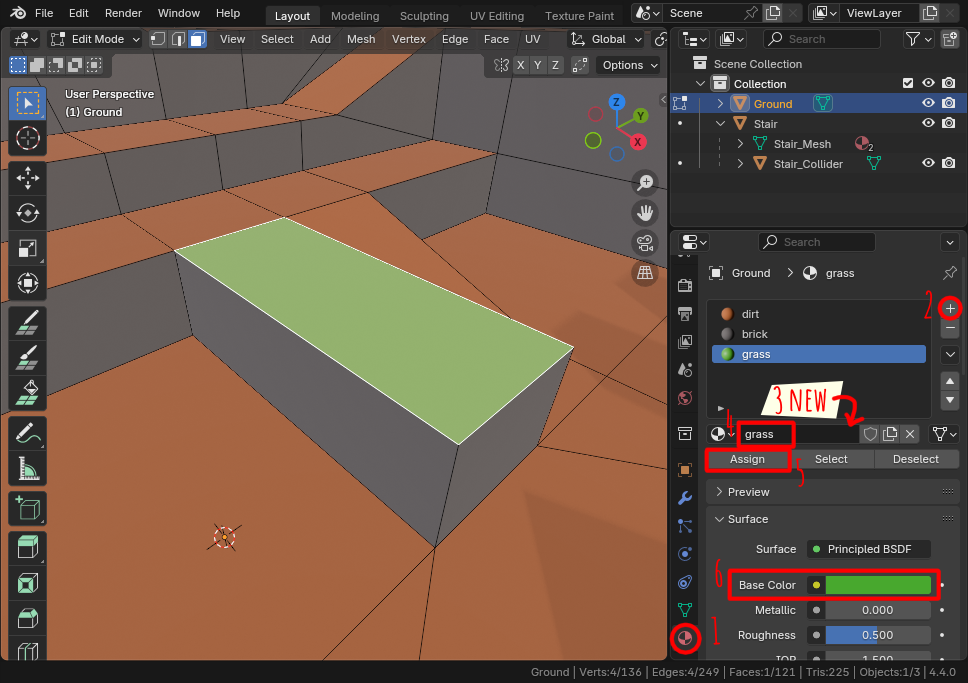 File Edit Render Window Help Layout Modeling Sculpting UV Editing Texture Paint Scene ViewLayer
Edit Mode View Select Add Mesh Vertex Edge Face UV Global Search
X Y Z Options
User Perspective
(1) Ground
Z
Y
X
Scene Collection
Collection
Ground
Stair
Stair_Mesh 2
Stair_Collider
Search
Ground > grass
2
dirt
brick
grass
3 NEW
4
grass
Assign Select Deselect
5
Preview
Surface
Surface Principled BSDF
6
Base Color
Metallic 0.000
1
Roughness 0.500
IOR 1.500
Ground | Verts:4/136 | Edges:4/249 | Faces:1/121 | Tris:225 | Objects:1/3 | 4.4.0